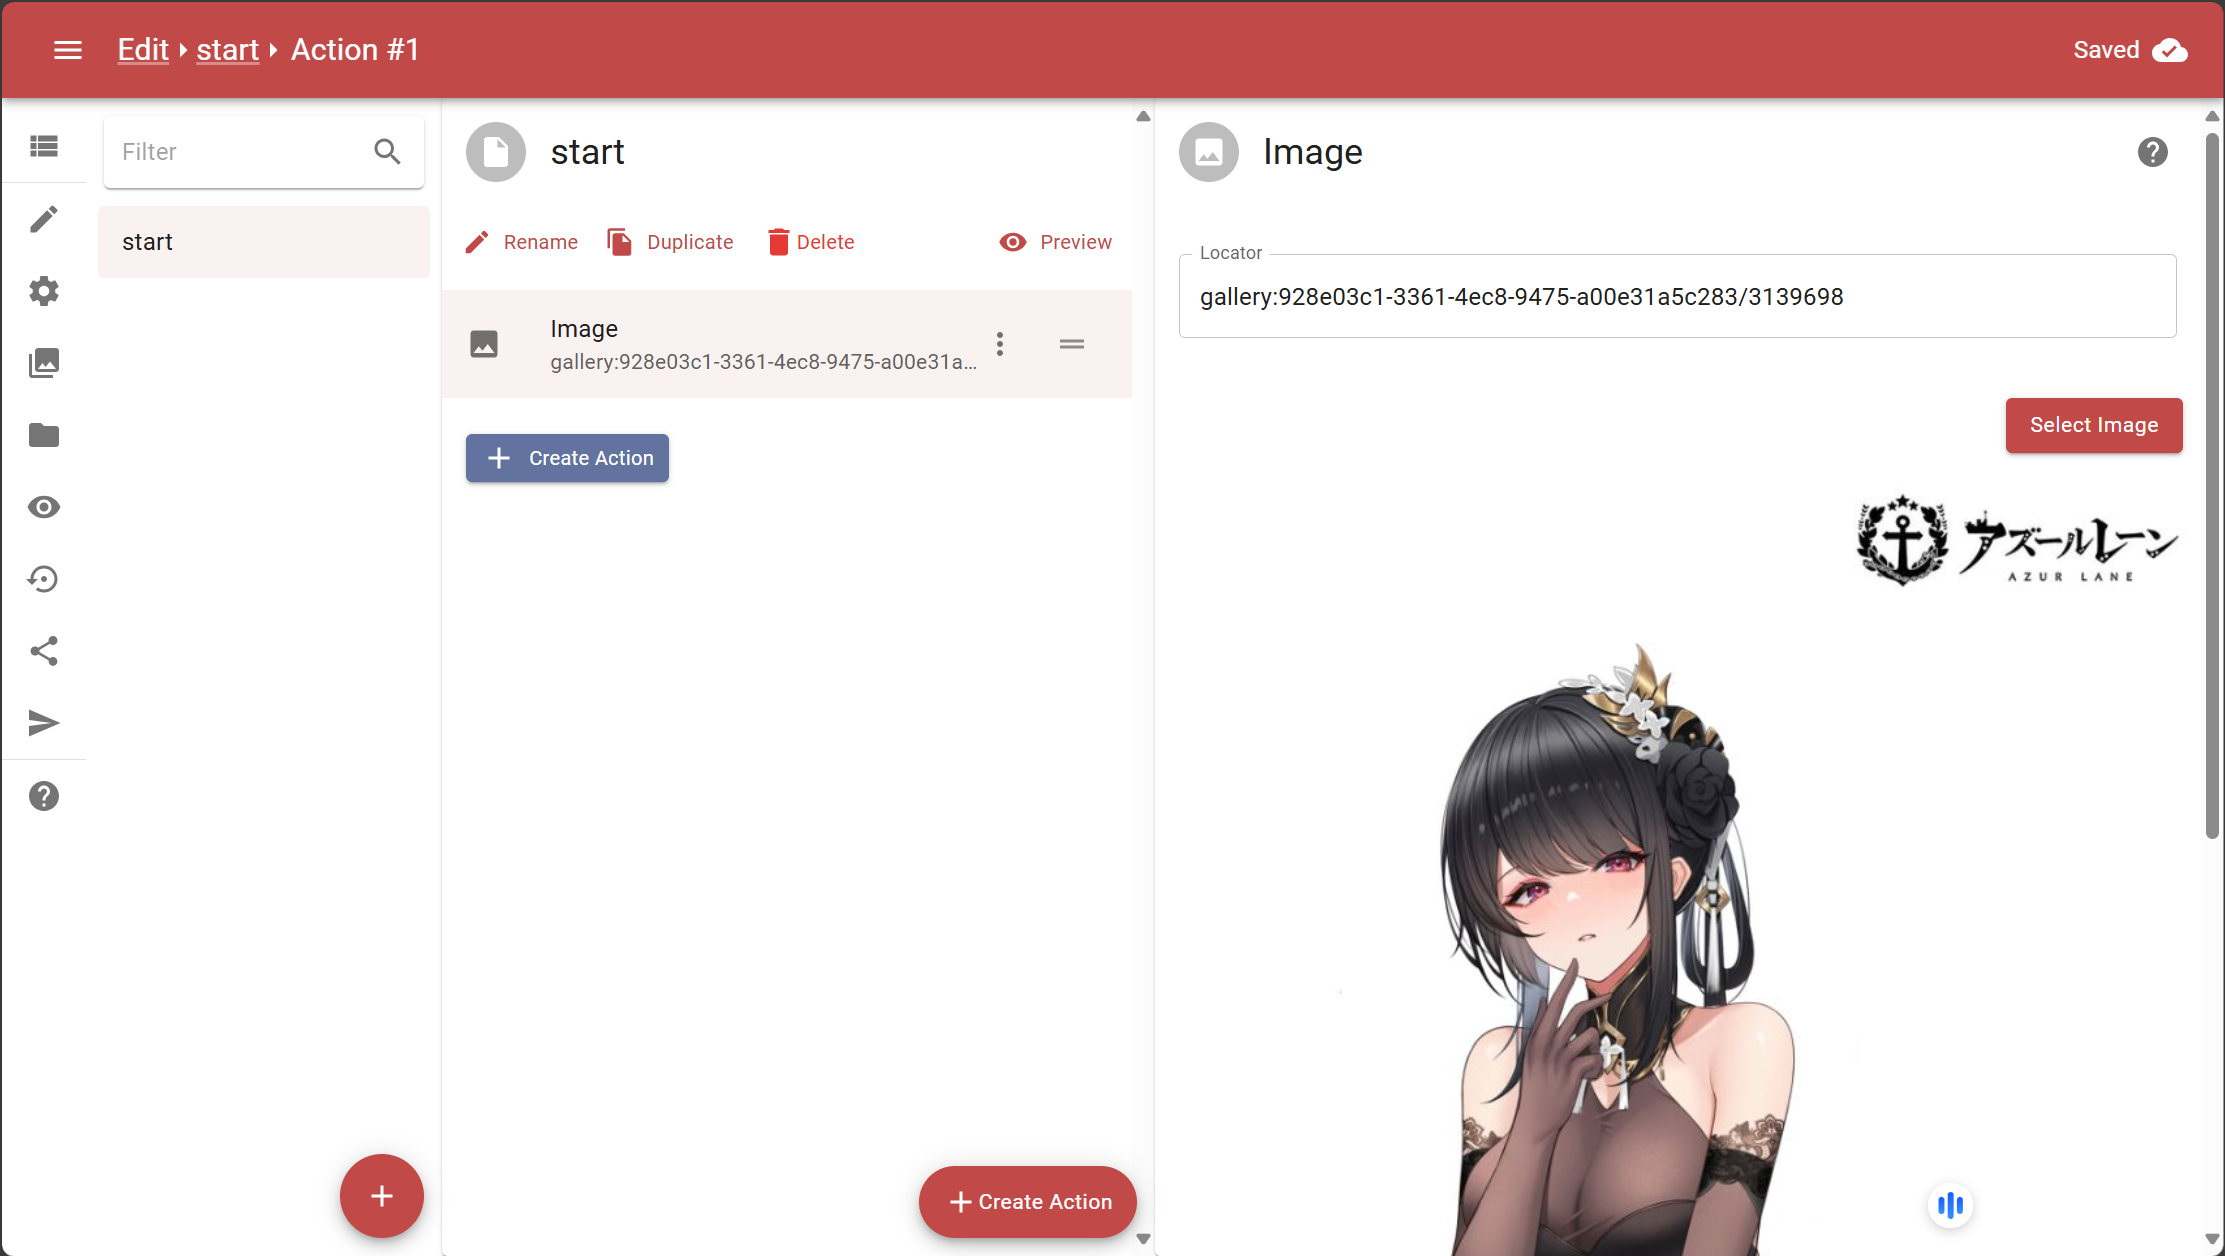 Edit start Action #1
Saved
Filter
start
start
Rename Duplicate Delete Preview
Image
gallery:928e03c1-3361-4ec8-9475-a00e31a...
Create Action
Create Action
Image
Locator
gallery:928e03c1-3361-4ec8-9475-a00e31a5c283/3139698
Select Image
アズールレーン
AZUR LANE